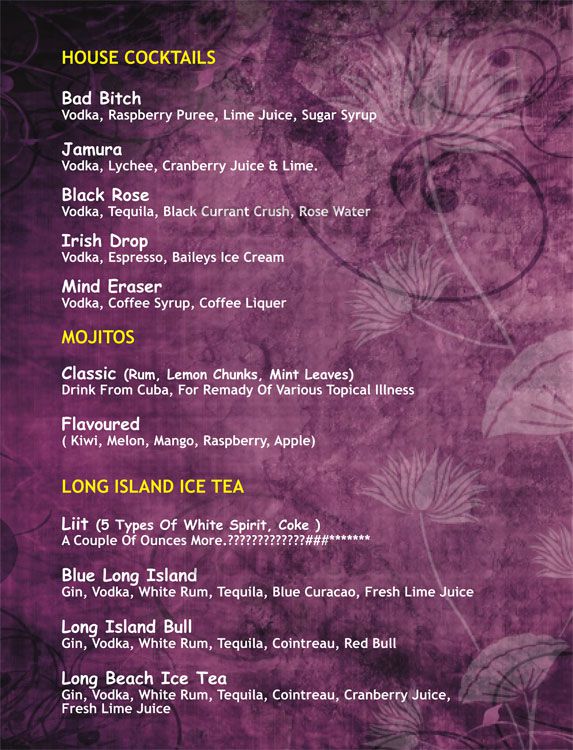 HOUSE COCKTAILS
Bad Bitch
Vodka, Raspberry Puree, Lime Juice, Sugar Syrup
Jamura
Vodka, Lychee, Cranberry Juice & Lime.
Black Rose
Vodka, Tequila, Black Currant Crush, Rose Water
Irish Drop
Vodka, Espresso, Baileys Ice Cream
Mind Eraser
Vodka, Coffee Syrup, Coffee Liquer
MOJITOS
Classic (Rum, Lemon Chunks, Mint Leaves)
Drink From Cuba, For Remady Of Various Topical Illness
Flavoured
( Kiwi, Melon, Mango, Raspberry, Apple)
LONG ISLAND ICE TEA
Liit (5 Types Of White Spirit, Coke )
A Couple Of Ounces More.?????????????###*******
Blue Long Island
Gin, Vodka, White Rum, Tequila, Blue Curacao, Fresh Lime Juice
Long Island Bull
Gin, Vodka, White Rum, Tequila, Cointreau, Red Bull
Long Beach Ice Tea
Gin, Vodka, White Rum, Tequila, Cointreau, Cranberry Juice,
Fresh Lime Juice